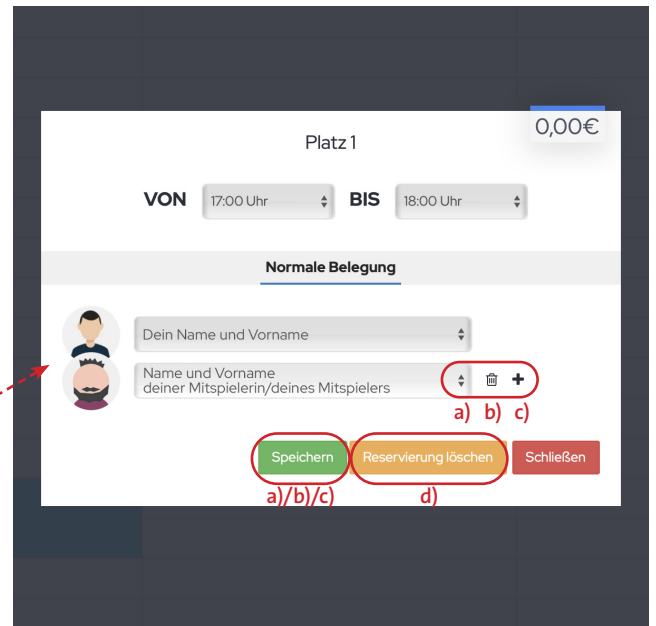 0,00€
Platz 1
VON 17:00 Uhr BIS 18:00 Uhr
Normale Belegung
Dein Name und Vorname
Name und Vorname
deiner Mitspielerin/deines Mitspielers
a) b) c)
Speichern Reservierung löschen Schließen
a)/b)/c) d)